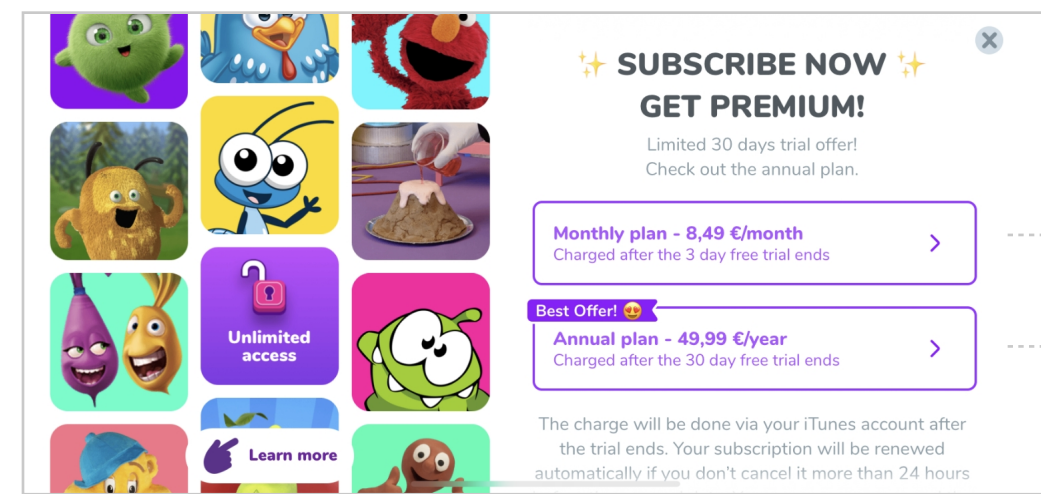 ✨ SUBSCRIBE NOW ✨
GET PREMIUM!
Limited 30 days trial offer!
Check out the annual plan.
Monthly plan - 8,49 €/month
Charged after the 3 day free trial ends
Best Offer! 😍
Annual plan - 49,99 €/year
Charged after the 30 day free trial ends
The charge will be done via your iTunes account after
the trial ends. Your subscription will be renewed
automatically if you don't cancel it more than 24 hours
Unlimited
access
Learn more